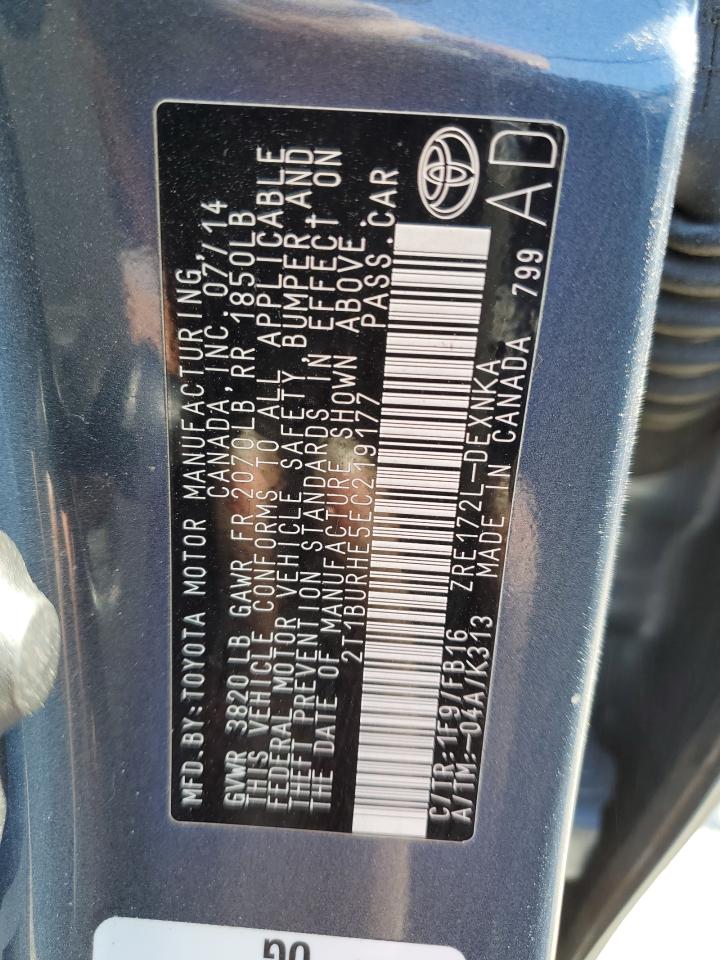 MFD.BY:TOYOTA MOTOR MANUFACTURING,
CANADA,INC. 07/14
GVWR 3820LB GAWR FR 2070LB,RR 1850LB
THIS VEHICLE CONFORMS TO ALL APPLICABLE
FEDERAL MOTOR VEHICLE SAFETY,BUMPER,AND
THEFT PREVENTION STANDARDS IN EFFECT ON
THE DATE OF MANUFACTURE SHOWN ABOVE.
2T1BURHE5EC219177 PASS.CAR
C/TR:1F9/FB16 ZRE172L-DEXNKA
A/TM:-04A/K313 MADE IN CANADA 799
AD